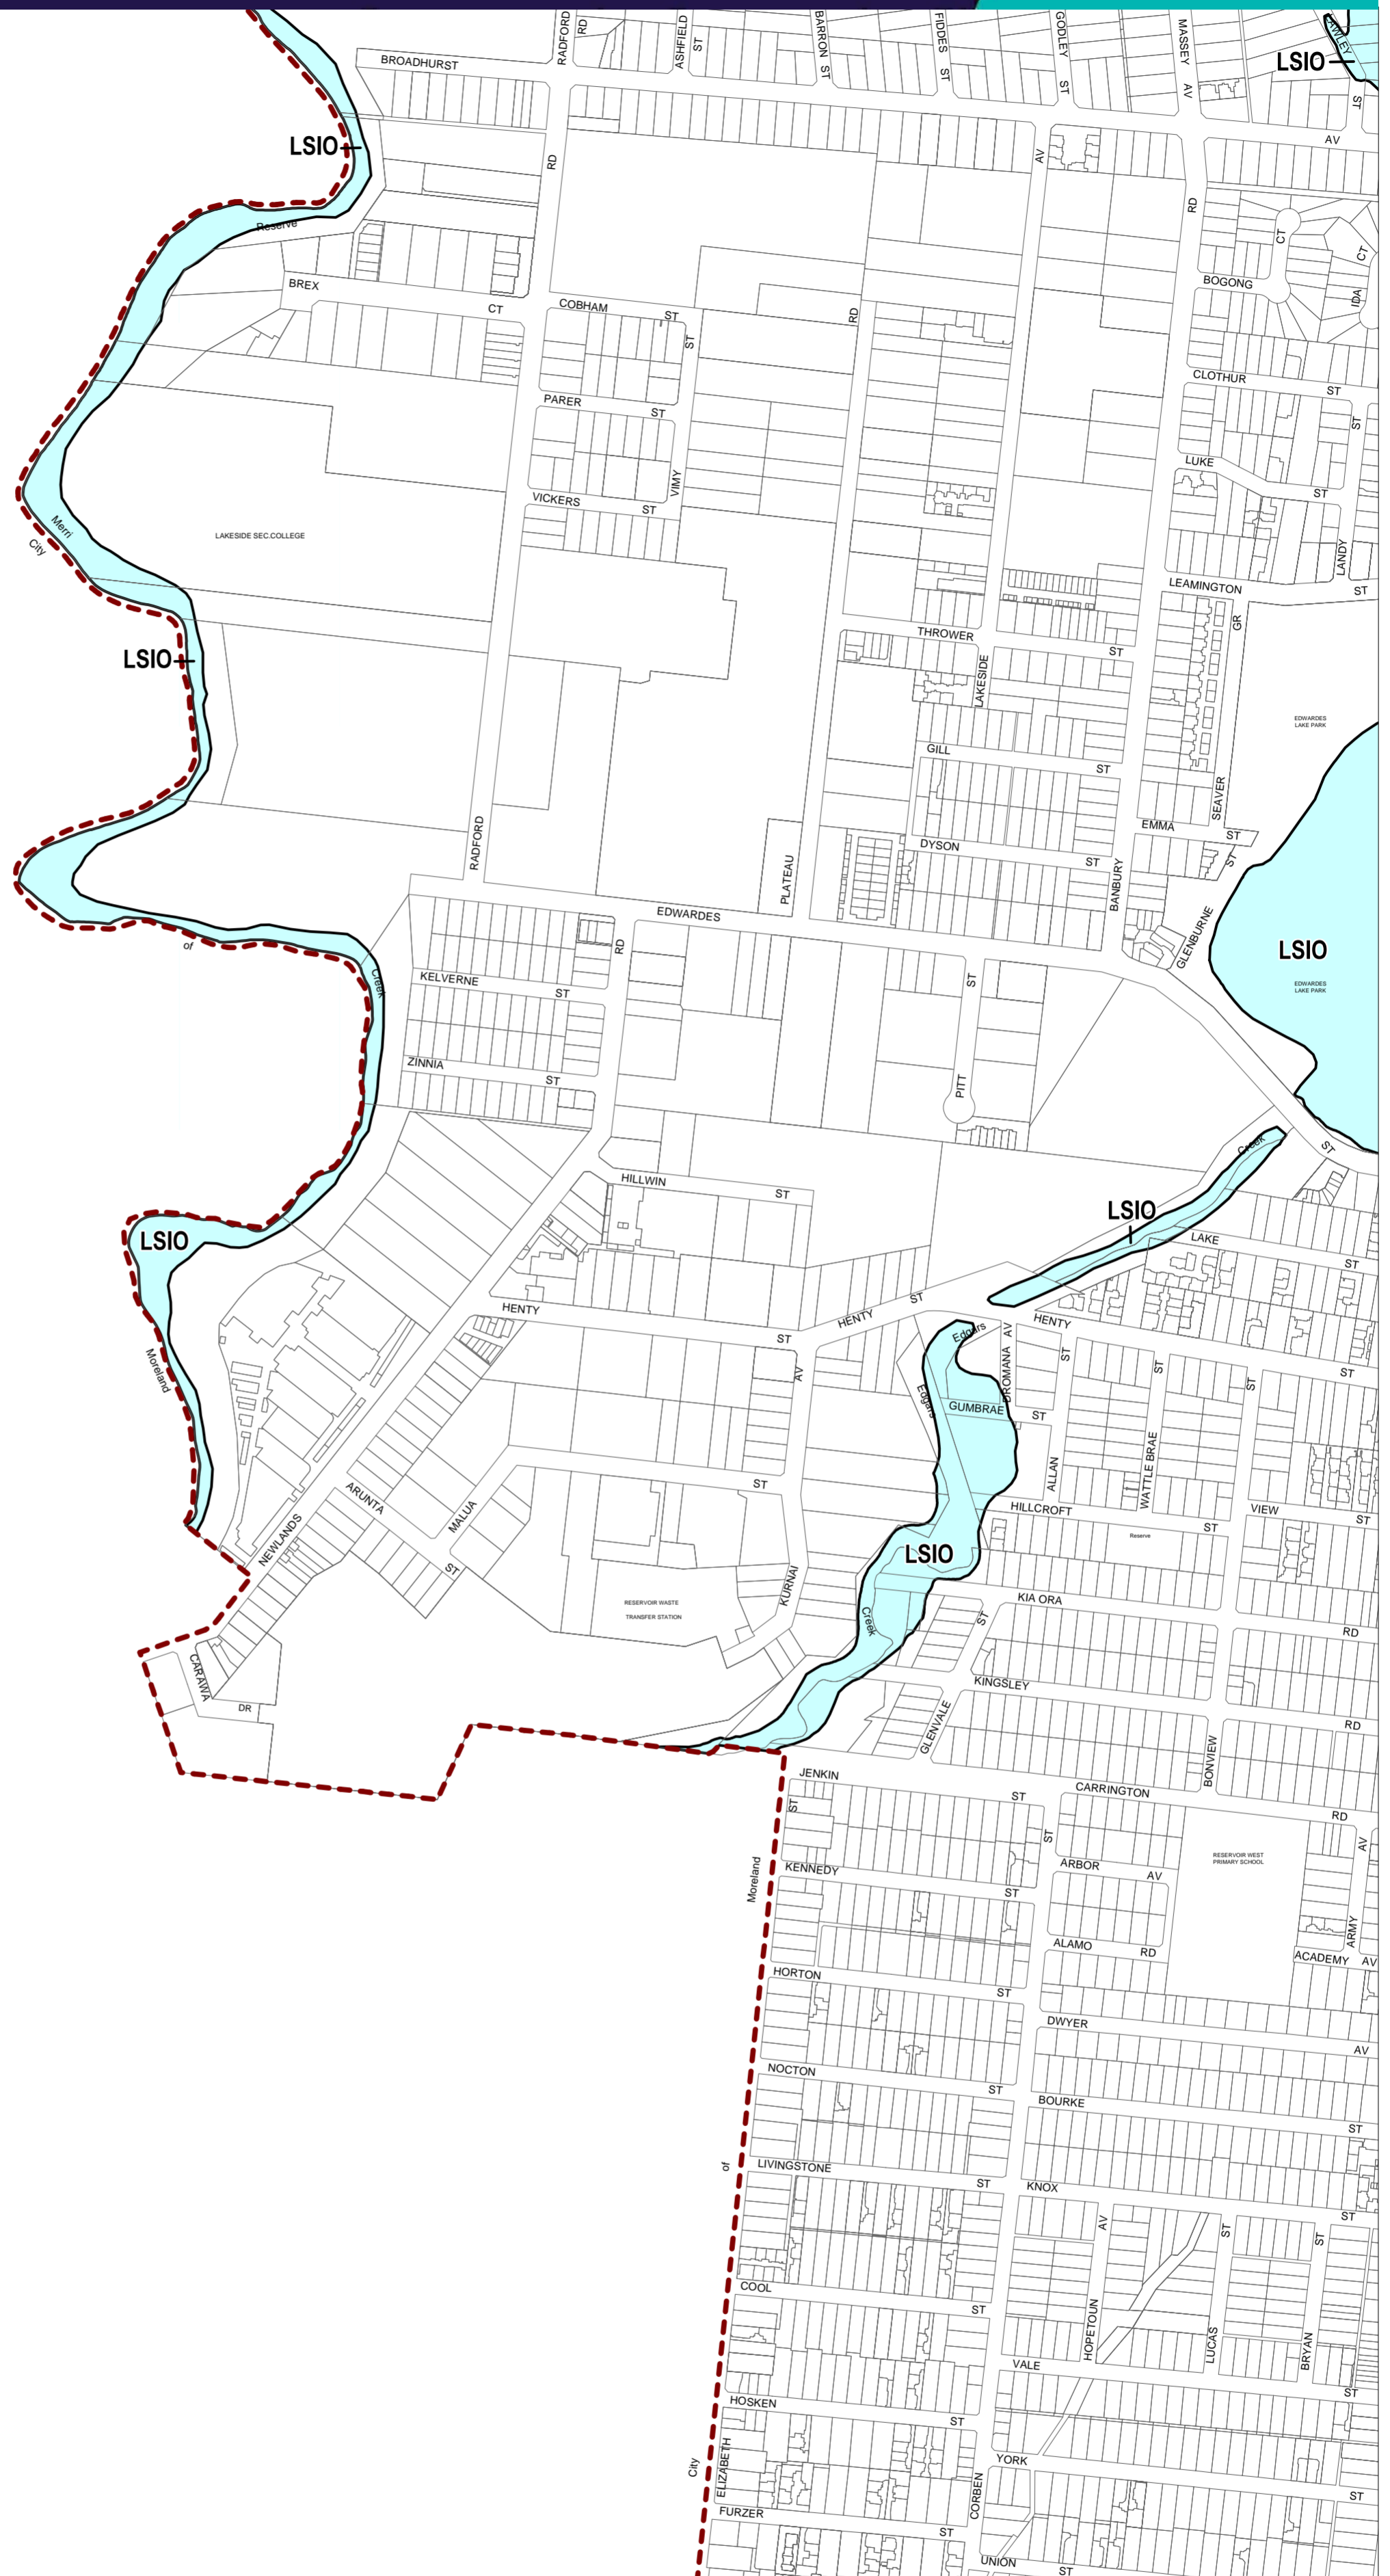 RADFORD
RD
ASHFIELD
ST
BARRON ST
FIDDES ST
GODLEY ST
MASSEY AV
LSIO
ST
BROADHURST
AV
LSIO
RD
AV
RD
Reserve
CT
CT
IDA
BREX
CT
BOGONG
COBHAM
ST
ST
RD
CLOTHUR
ST
ST
PARER
ST
VIMY
LUKE
ST
VICKERS
ST
Merri
City
LAKESIDE SEC.COLLEGE
LANDY
LEAMINGTON
ST
GR
THROWER
ST
LSIO
LAKESIDE
EDWARDES
LAKE PARK
GILL
ST
SEAVER
EMMA
ST
ST
RADFORD
DYSON
ST
BANBURY
PLATEAU
EDWARDES
GLENBURNE
RD
of
LSIO
EDWARDES
LAKE PARK
Creek
KELVERNE
ST
ST
ZINNIA
ST
PITT
Creek
ST
HILLWIN
ST
LSIO
LSIO
LAKE
ST
HENTY
ST
HENTY
ST
Edgars
DROMANA AV
HENTY
ST
ST
ST
ST
AV
Moreland
Edgars
GUMBRAE
ST
ALLAN
WATTLE BRAE
ARUNTA
ST
MALUA
ST
NEWLANDS
HILLCROFT
ST
Reserve
VIEW
ST
LSIO
KURNAI
RESERVOIR WASTE
TRANSFER STATION
Creek
KIA ORA
RD
ST
CARAWA
DR
KINGSLEY
RD
GLENVALE
BONVIEW
JENKIN
ST
ST
CARRINGTON
RD
ST
AV
Moreland
KENNEDY
ST
ARBOR
AV
RESERVOIR WEST
PRIMARY SCHOOL
ARMY
ALAMO
RD
ACADEMY AV
HORTON
ST
DWYER
AV
NOCTON
ST
BOURKE
ST
of
LIVINGSTONE
ST
KNOX
ST
AV
ST
ST
COOL
ST
HOPETOUN
LUCAS
BRYAN
VALE
ST
HOSKEN
ST
City
ELIZABETH
CORBEN
YORK
ST
FURZER
ST
UNION
ST